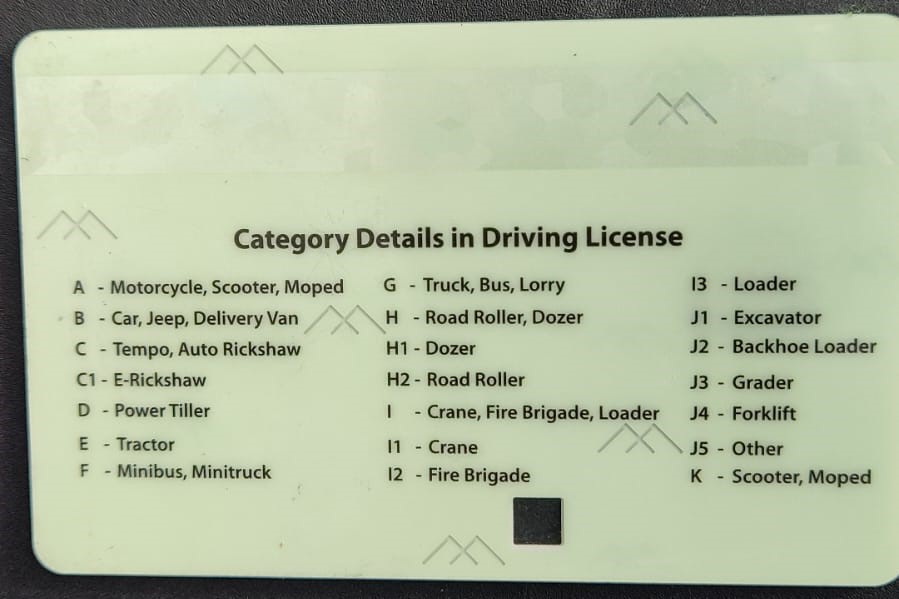 Category Details in Driving License
A - Motorcycle, Scooter, Moped
B - Car, Jeep, Delivery Van
C - Tempo, Auto Rickshaw
C1 - E-Rickshaw
D - Power Tiller
E - Tractor
F - Minibus, Minitruck
G - Truck, Bus, Lorry
H - Road Roller, Dozer
H1 - Dozer
H2 - Road Roller
I - Crane, Fire Brigade, Loader
I1 - Crane
I2 - Fire Brigade
I3 - Loader
J1 - Excavator
J2 - Backhoe Loader
J3 - Grader
J4 - Forklift
J5 - Other
K - Scooter, Moped